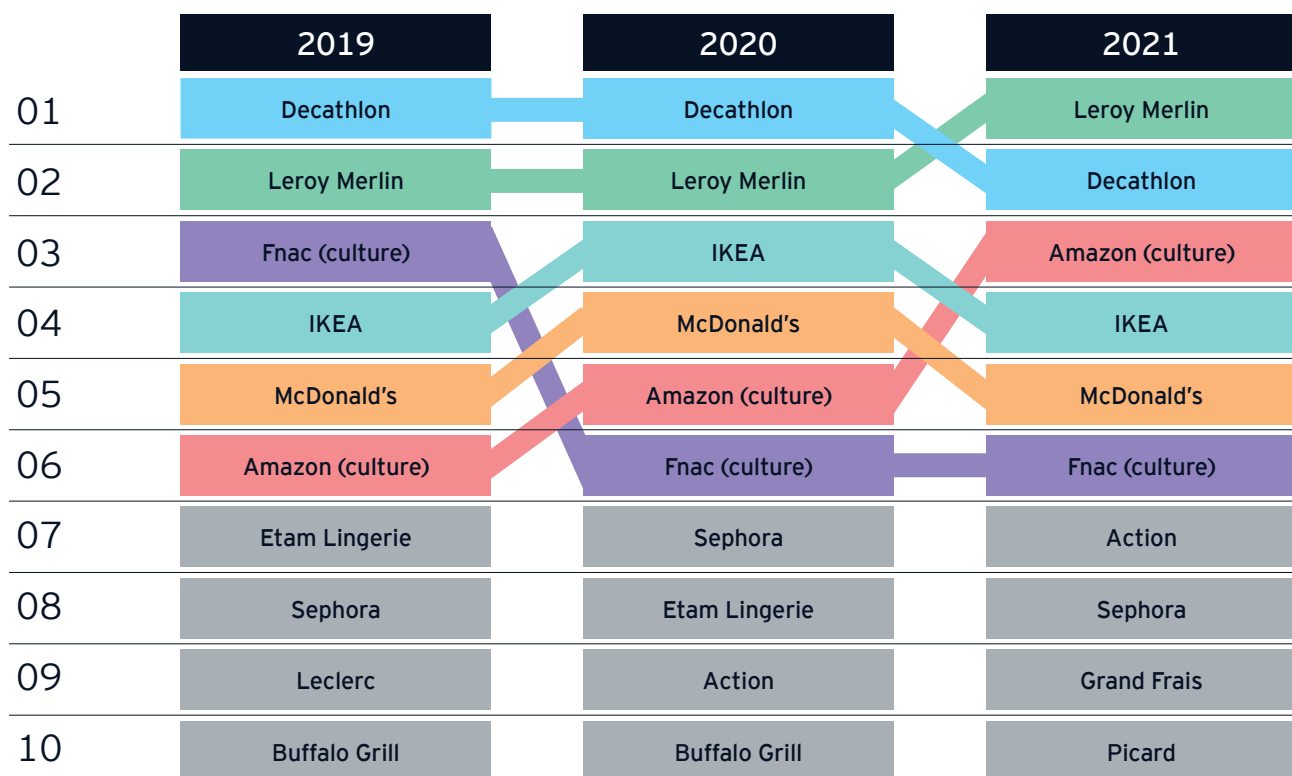 2019 2020 2021
01 Decathlon Decathlon Leroy Merlin
02 Leroy Merlin Leroy Merlin Decathlon
03 Fnac (culture) IKEA Amazon (culture)
04 IKEA McDonald's IKEA
05 McDonald's Amazon (culture) McDonald's
06 Amazon (culture) Fnac (culture) Fnac (culture)
07 Etam Lingerie Sephora Action
08 Sephora Etam Lingerie Sephora
09 Leclerc Action Grand Frais
10 Buffalo Grill Buffalo Grill Picard